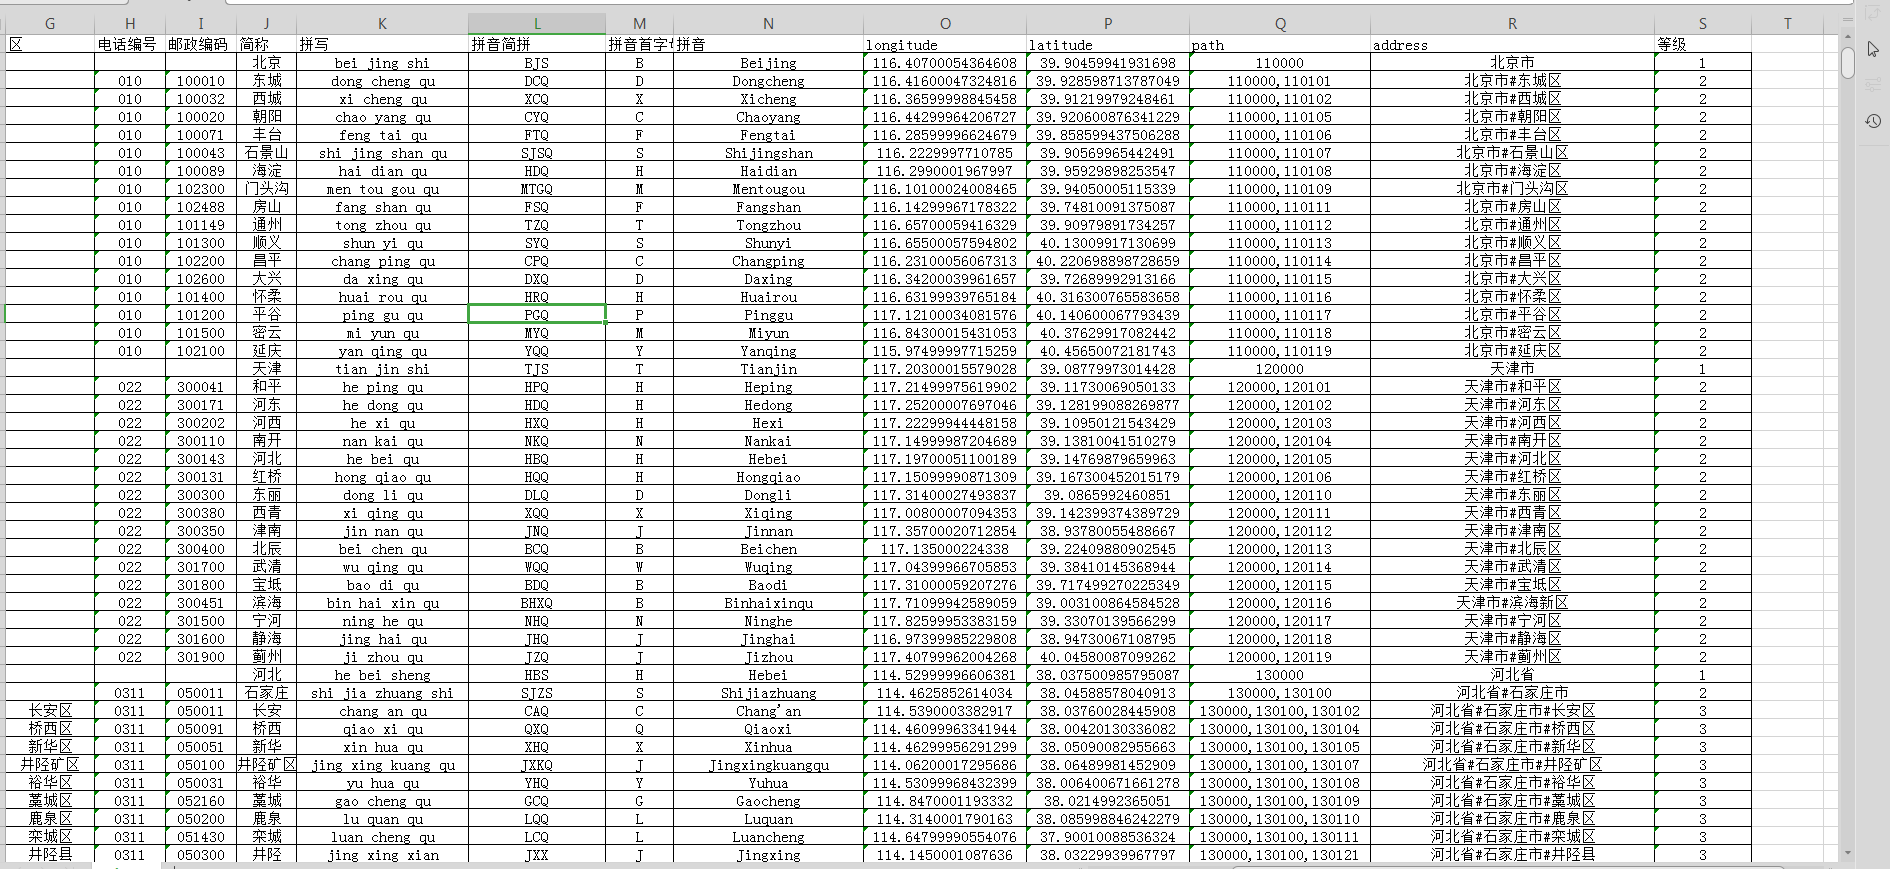 G H I J K L M N O P Q R S T
区 电话编号 邮政编码 简称 拼写 拼音简拼 拼音首字 拼音 longitude latitude path address 等级
北京 bei jing shi BJS B Beijing 116.40700054364608 39.90459941931698 110000 北京市 1
010 100010 东城 dong cheng qu DCQ D Dongcheng 116.41600047324816 39.928598713787049 110000,110101 北京市#东城区 2
010 100032 西城 xi cheng qu XCQ X Xicheng 116.36599998845458 39.91219979248461 110000,110102 北京市#西城区 2
010 100020 朝阳 chao yang qu CYQ C Chaoyang 116.44299964206727 39.920600876341229 110000,110105 北京市#朝阳区 2
010 100071 丰台 feng tai qu FTQ F Fengtai 116.28599996624679 39.858599437506288 110000,110106 北京市#丰台区 2
010 100043 石景山 shi jing shan qu SJSQ S Shijingshan 116.2229997710785 39.90569965442491 110000,110107 北京市#石景山区 2
010 100089 海淀 hai dian qu HDQ H Haidian 116.2990001967997 39.95929898253547 110000,110108 北京市#海淀区 2
010 102300 门头沟 men tou gou qu MTGQ M Mentougou 116.10100024008465 39.94050005115339 110000,110109 北京市#门头沟区 2
010 102488 房山 fang shan qu FSQ F Fangshan 116.14299967178322 39.74810091375087 110000,110111 北京市#房山区 2
010 101149 通州 tong zhou qu TZQ T Tongzhou 116.65700059416329 39.90979891734257 110000,110112 北京市#通州区 2
010 101300 顺义 shun yi qu SYQ S Shunyi 116.65500057594802 40.13009917130699 110000,110113 北京市#顺义区 2
010 102200 昌平 chang ping qu CPQ C Changping 116.23100056067313 40.220698898728659 110000,110114 北京市#昌平区 2
010 102600 大兴 da xing qu DXQ D Daxing 116.34200039961657 39.72689992913166 110000,110115 北京市#大兴区 2
010 101400 怀柔 huai rou qu HRQ H Huairou 116.63199939765184 40.316300765583658 110000,110116 北京市#怀柔区 2
010 101200 平谷 ping gu qu PGQ P Pinggu 117.12100034081576 40.140600067793439 110000,110117 北京市#平谷区 2
010 101500 密云 mi yun qu MYQ M Miyun 116.84300015431053 40.37629917082442 110000,110118 北京市#密云区 2
010 102100 延庆 yan qing qu YQQ Y Yanqing 115.97499997715259 40.45650072181743 110000,110119 北京市#延庆区 2
天津 tian jin shi TJS T Tianjin 117.20300015579028 39.08779973014428 120000 天津市 1
022 300041 和平 he ping qu HPQ H Heping 117.21499975619902 39.11730069050133 120000,120101 天津市#和平区 2
022 300171 河东 he dong qu HDQ H Hedong 117.25200007697046 39.128199088269877 120000,120102 天津市#河东区 2
022 300202 河西 he xi qu HXQ H Hexi 117.22299944448158 39.10950121543429 120000,120103 天津市#河西区 2
022 300110 南开 nan kai qu NKQ N Nankai 117.14999987204689 39.13810041510279 120000,120104 天津市#南开区 2
022 300143 河北 he bei qu HBQ H Hebei 117.19700051100189 39.14769879659963 120000,120105 天津市#河北区 2
022 300131 红桥 hong qiao qu HQQ H Hongqiao 117.15099990871309 39.167300452015179 120000,120106 天津市#红桥区 2
022 300300 东丽 dong li qu DLQ D Dongli 117.31400027493837 39.0865992460851 120000,120110 天津市#东丽区 2
022 300380 西青 xi qing qu XQQ X Xiqing 117.00800007094353 39.142399374389729 120000,120111 天津市#西青区 2
022 300350 津南 jin nan qu JNQ J Jinnan 117.35700020712854 38.93780055488667 120000,120112 天津市#津南区 2
022 300400 北辰 bei chen qu BCQ B Beichen 117.135000224338 39.22409880902545 120000,120113 天津市#北辰区 2
022 301700 武清 wu qing qu WQQ W Wuqing 117.04399966705853 39.38410145368944 120000,120114 天津市#武清区 2
022 301800 宝坻 bao di qu BDQ B Baodi 117.31000059207276 39.717499270225349 120000,120115 天津市#宝坻区 2
022 300451 滨海 bin hai xin qu BHXQ B Binhaixinqu 117.71099942589059 39.003100864584528 120000,120116 天津市#滨海新区 2
022 301500 宁河 ning he qu NHQ N Ninghe 117.82599953383159 39.33070139566299 120000,120117 天津市#宁河区 2
022 301600 静海 jing hai qu JHQ J Jinghai 116.97399985229808 38.94730067108795 120000,120118 天津市#静海区 2
022 301900 蓟州 ji zhou qu JZQ J Jizhou 117.40799962004268 40.04580087099262 120000,120119 天津市#蓟州区 2
河北 he bei sheng HBS H Hebei 114.52999996606381 38.037500985795087 130000 河北省 1
0311 050011 石家庄 shi jia zhuang shi SJZS S Shijiazhuang 114.4625852614034 38.04588578040913 130000,130100 河北省#石家庄市 2
长安区 0311 050011 长安 chang an qu CAQ C Chang'an 114.5390003382917 38.03760028445908 130000,130100,130102 河北省#石家庄市#长安区 3
桥西区 0311 050091 桥西 qiao xi qu QXQ Q Qiaoxi 114.46099963341944 38.00420130336082 130000,130100,130104 河北省#石家庄市#桥西区 3
新华区 0311 050051 新华 xin hua qu XHQ X Xinhua 114.46299956291299 38.05090082955663 130000,130100,130105 河北省#石家庄市#新华区 3
井陉矿区 0311 050100 井陉矿区 jing xing kuang qu JXKQ J Jingxingkuangqu 114.06200017295686 38.06489981452909 130000,130100,130107 河北省#石家庄市#井陉矿区 3
裕华区 0311 050031 裕华 yu hua qu YHQ Y Yuhua 114.53099968432399 38.006400671661278 130000,130100,130108 河北省#石家庄市#裕华区 3
藁城区 0311 052160 藁城 gao cheng qu GCQ G Gaocheng 114.8470001193332 38.0214992365051 130000,130100,130109 河北省#石家庄市#藁城区 3
鹿泉区 0311 050200 鹿泉 lu quan qu LQQ L Luquan 114.3140001790163 38.085998846242279 130000,130100,130110 河北省#石家庄市#鹿泉区 3
栾城区 0311 051430 栾城 luan cheng qu LCQ L Luancheng 114.64799990554076 37.90010088536324 130000,130100,130111 河北省#石家庄市#栾城区 3
井陉县 0311 050300 井陉 jing xing xian JXX J Jingxing 114.1450001087636 38.03229939967797 130000,130100,130121 河北省#石家庄市#井陉县 3